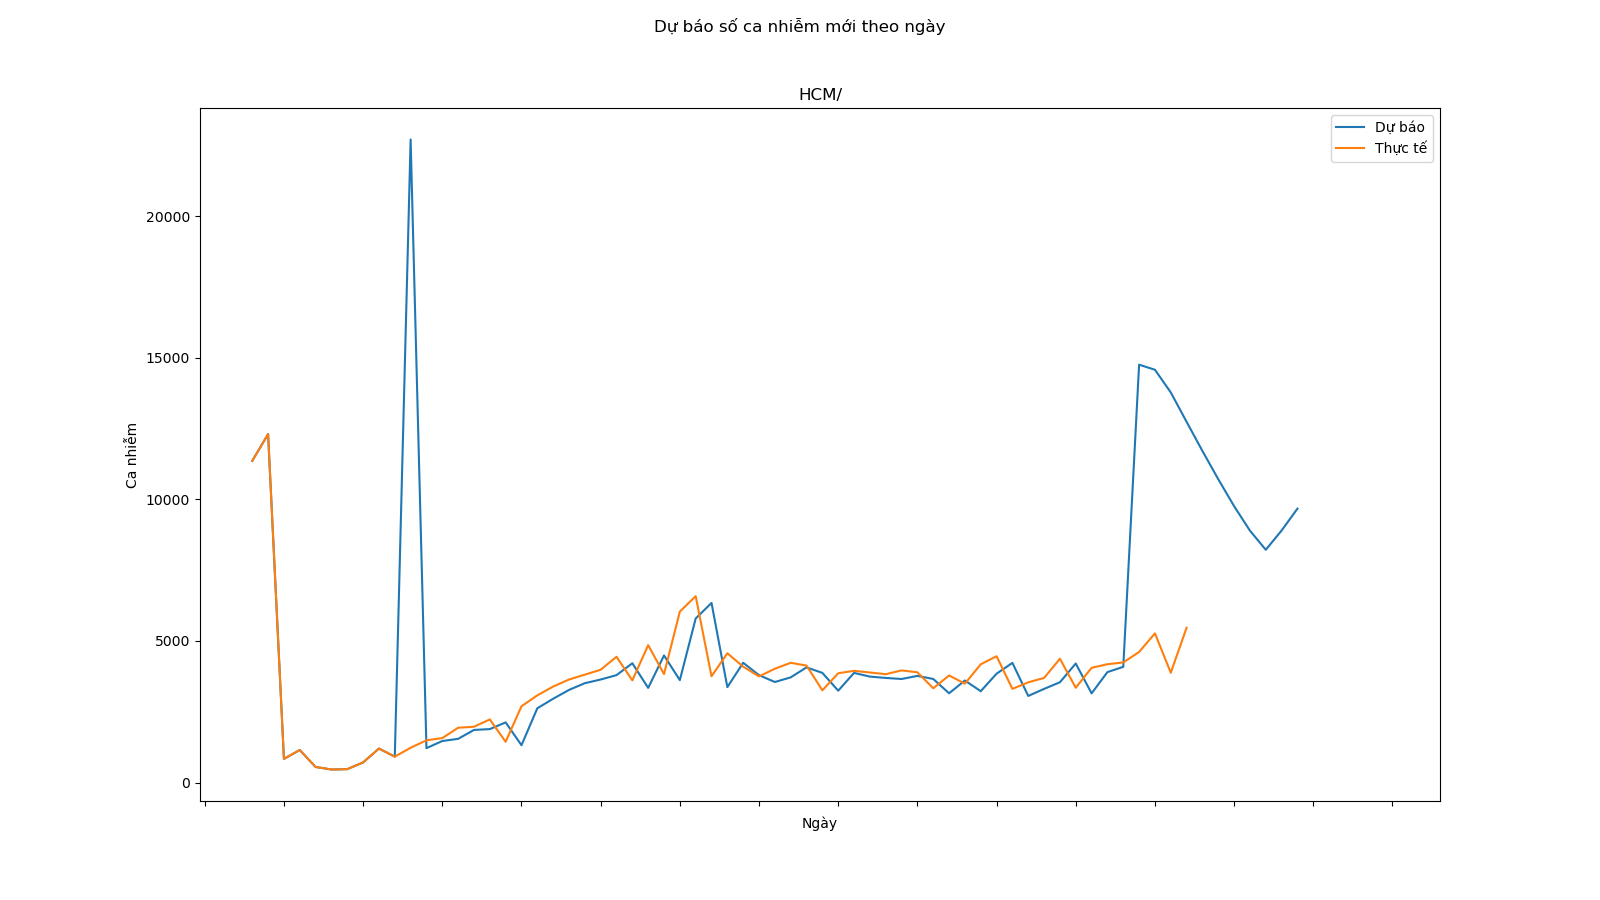 Dự báo số ca nhiễm mới theo ngày
HCM/
Dự báo
Thực tế
20000
15000
10000
5000
0
Ca nhiễm
Ngày